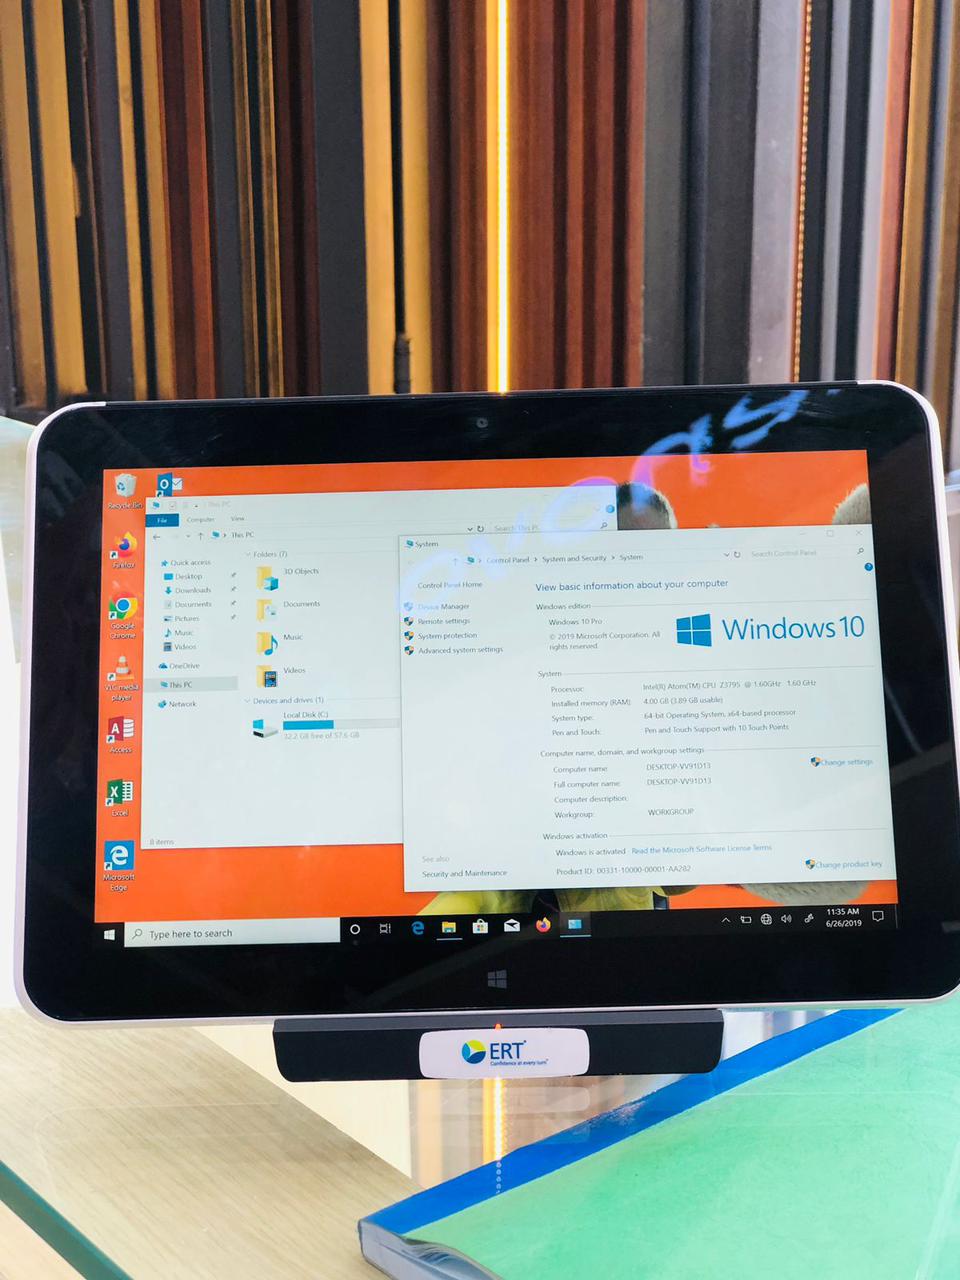 Recycle Bin
Firefox
Google
Chrome
VLC media
player
Access
Excel
Microsoft
Edge
This PC
File
Computer
View
This PC
Search This PC
Quick access
Desktop
Downloads
Documents
Pictures
Music
Videos
OneDrive
This PC
Network
Folders (7)
3D Objects
Documents
Music
Videos
Devices and drives (1)
Local Disk (C:)
32.2 GB free of 57.6 GB
8 items
System
Control Panel > System and Security > System
Search Control Panel
Control Panel Home
Device Manager
Remote settings
System protection
Advanced system settings
See also
Security and Maintenance
View basic information about your computer
Windows edition
Windows 10 Pro
© 2019 Microsoft Corporation. All
rights reserved.
Windows 10
System
Processor: Intel(R) Atom(TM) CPU Z3795 @ 1.60GHz 1.60 GHz
Installed memory (RAM): 4.00 GB (3.89 GB usable)
System type: 64-bit Operating System, x64-based processor
Pen and Touch: Pen and Touch Support with 10 Touch Points
Computer name, domain, and workgroup settings
Computer name: DESKTOP-VV91D13
Full computer name: DESKTOP-VV91D13
Computer description:
Workgroup: WORKGROUP
Change settings
Windows activation
Windows is activated Read the Microsoft Software License Terms
Product ID: 00331-10000-00001-AA282
Change product key
Type here to search
11:35 AM
6/26/2019
ERT
Confidence at every turn